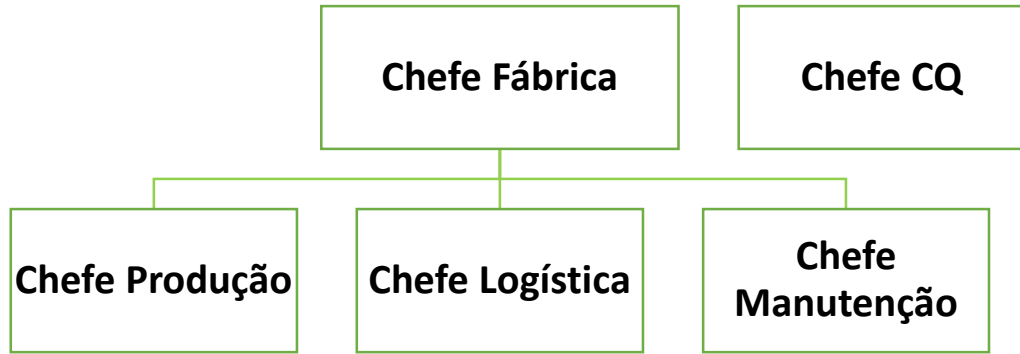 Chefe Fábrica
Chefe CQ
Chefe Produção
Chefe Logística
Chefe
Manutenção